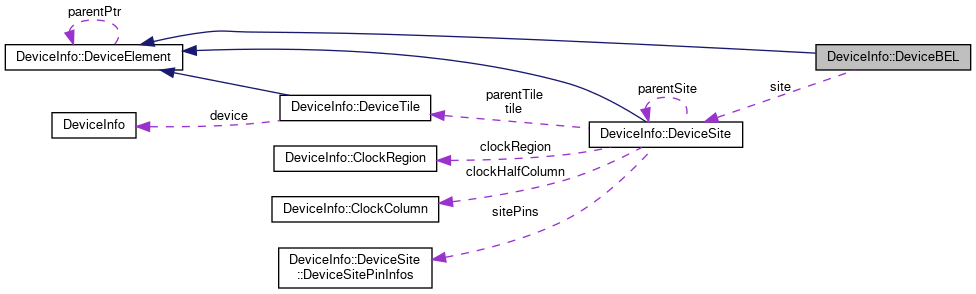 parentPtr
DeviceInfo::DeviceElement
DeviceInfo::DeviceBEL
site
parentSite
parentTile
tile
DeviceInfo::DeviceTile
device
DeviceInfo
DeviceInfo::DeviceSite
clockRegion
DeviceInfo::ClockRegion
clockHalfColumn
DeviceInfo::ClockColumn
sitePins
DeviceInfo::DeviceSite
::DeviceSitePinInfos